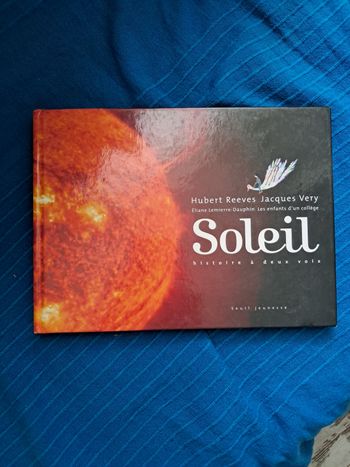 Hubert Reeves Jacques Very
Éliane Lemierre-Dauphin Les enfants d'un collège
Soleil
histoire à deux voix
Seuil jeunesse